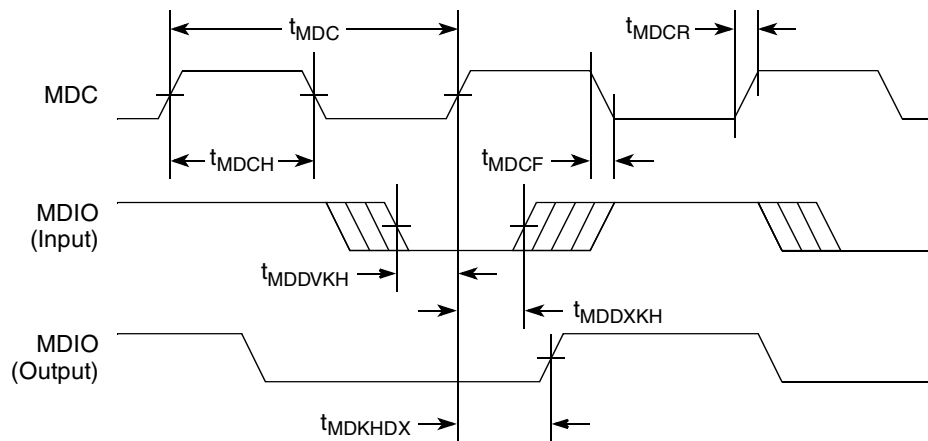 tMDC
tMDCR
MDC
tMDCH
tMDCF
MDIO
(Input)
tMDDVKH
tMDDXKH
MDIO
(Output)
tMDKHDX